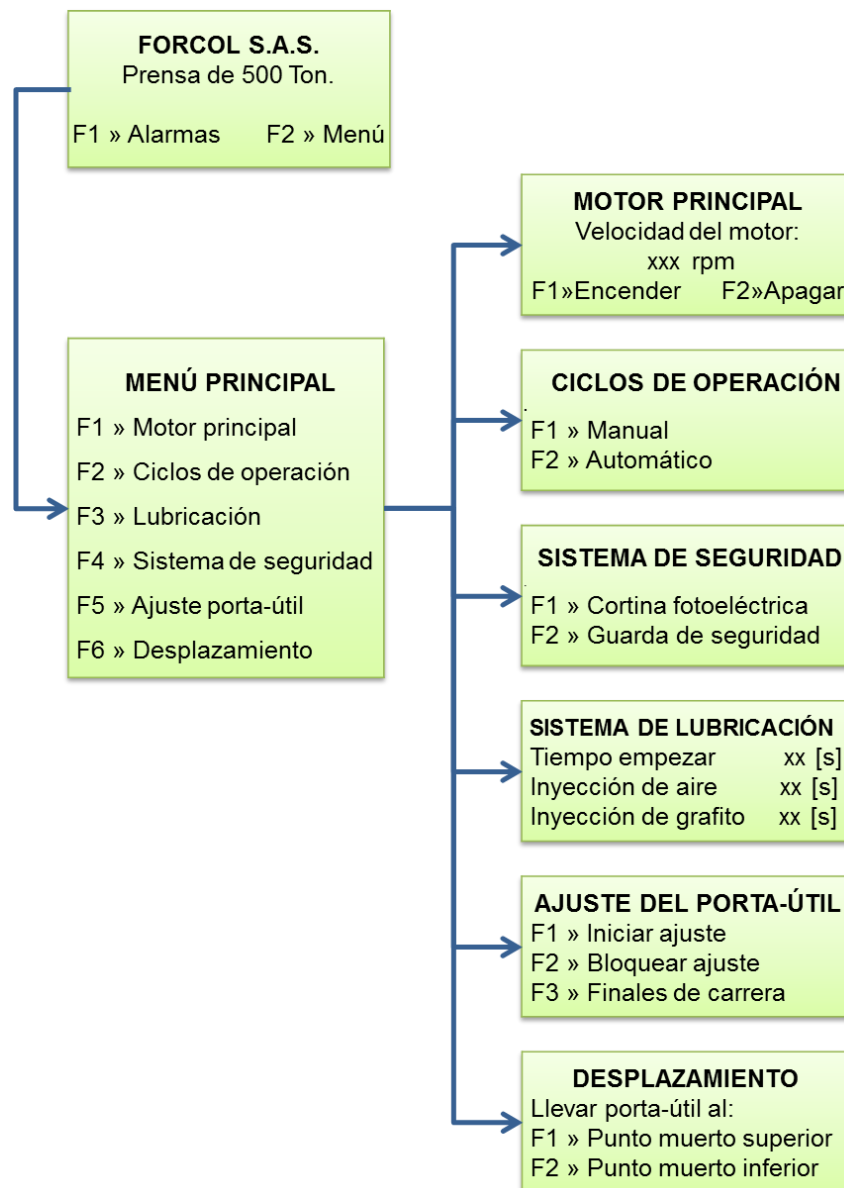 FORCOL S.A.S.
Prensa de 500 Ton.
F1 » Alarmas F2 » Menú
MENÚ PRINCIPAL
F1 » Motor principal
F2 » Ciclos de operación
F3 » Lubricación
F4 » Sistema de seguridad
F5 » Ajuste porta-útil
F6 » Desplazamiento
MOTOR PRINCIPAL
Velocidad del motor:
xxx rpm
F1»Encender F2»Apagar
CICLOS DE OPERACIÓN
F1 » Manual
F2 » Automático
SISTEMA DE SEGURIDAD
F1 » Cortina fotoeléctrica
F2 » Guarda de seguridad
SISTEMA DE LUBRICACIÓN
Tiempo empezar xx [s]
Inyección de aire xx [s]
Inyección de grafito xx [s]
AJUSTE DEL PORTA-ÚTIL
F1 » Iniciar ajuste
F2 » Bloquear ajuste
F3 » Finales de carrera
DESPLAZAMIENTO
Llevar porta-útil al:
F1 » Punto muerto superior
F2 » Punto muerto inferior